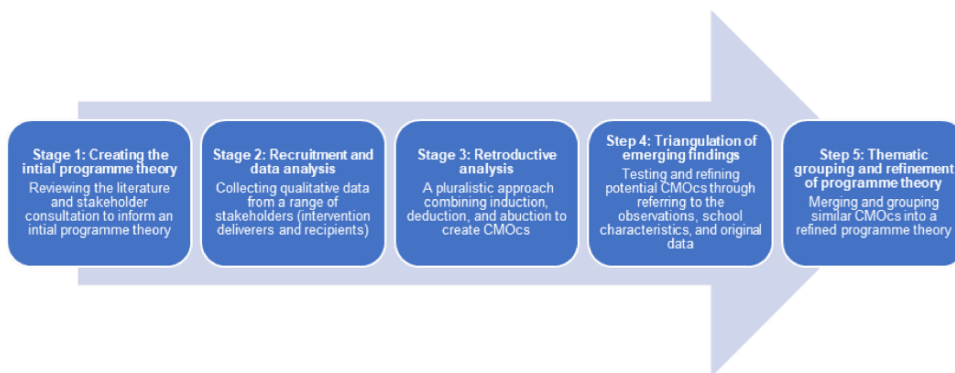 Stage 1: Creating the
intial programme theory
Reviewing the literature
and stakeholder
consultation to inform an
intial programme theory
Stage 2: Recruitment and
data analysis
Collecting qualitative data
from a range of
stakeholders (intervention
deliverers and recipients)
Stage 3: Retroductive
analysis
A pluralistic approach
combining induction,
deduction, and abuction to
create CMOcs
Step 4: Triangulation of
emerging findings
Testing and refining
potential CMOcs through
referring to the
observations, school
characteristics, and original
data
Step 5: Thematic
grouping and refinement
of programme theory
Merging and grouping
similar CMOcs into a
refined programme theory